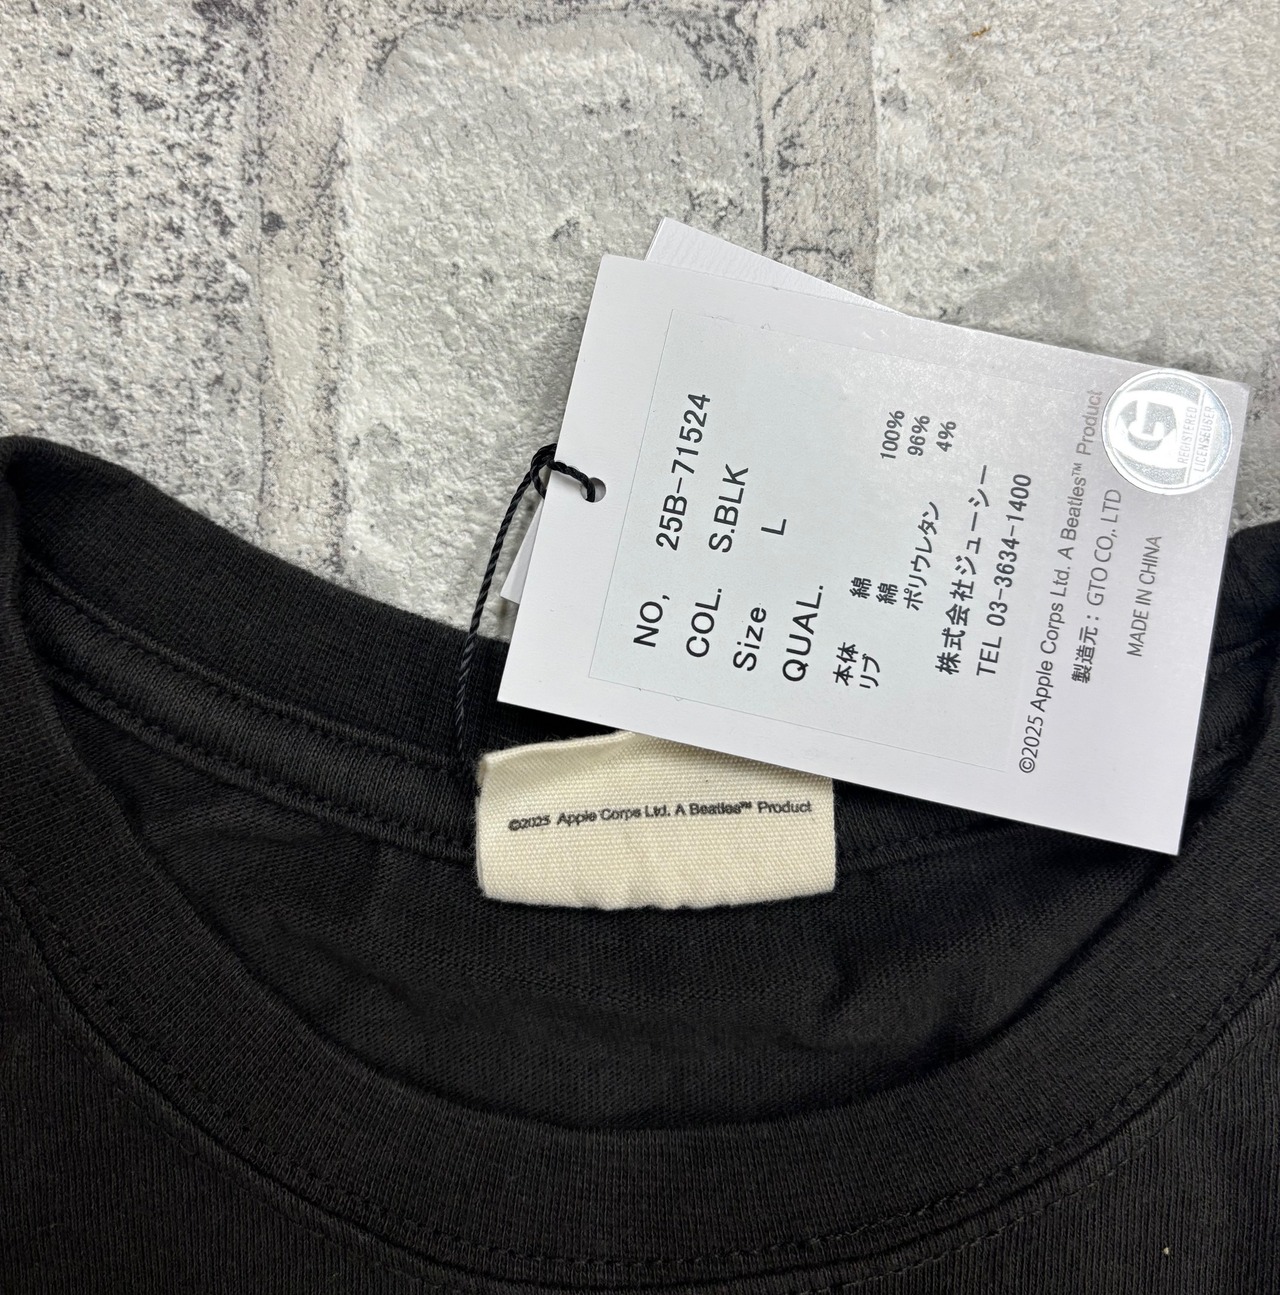 NO, 25B-71524
COL. S.BLK
Size L
QUAL.
本体 綿 100%
リブ 綿 96%
ポリウレタン 4%
株式会社ジューシー
TEL 03-3634-1400
©2025 Apple Corps Ltd. A Beatles™ Product
製造元：GTO CO,. LTD
MADE IN CHINA
G
REGISTERED
LICENSE USER
©2025 Apple Corps Ltd. A Beatles™ Product